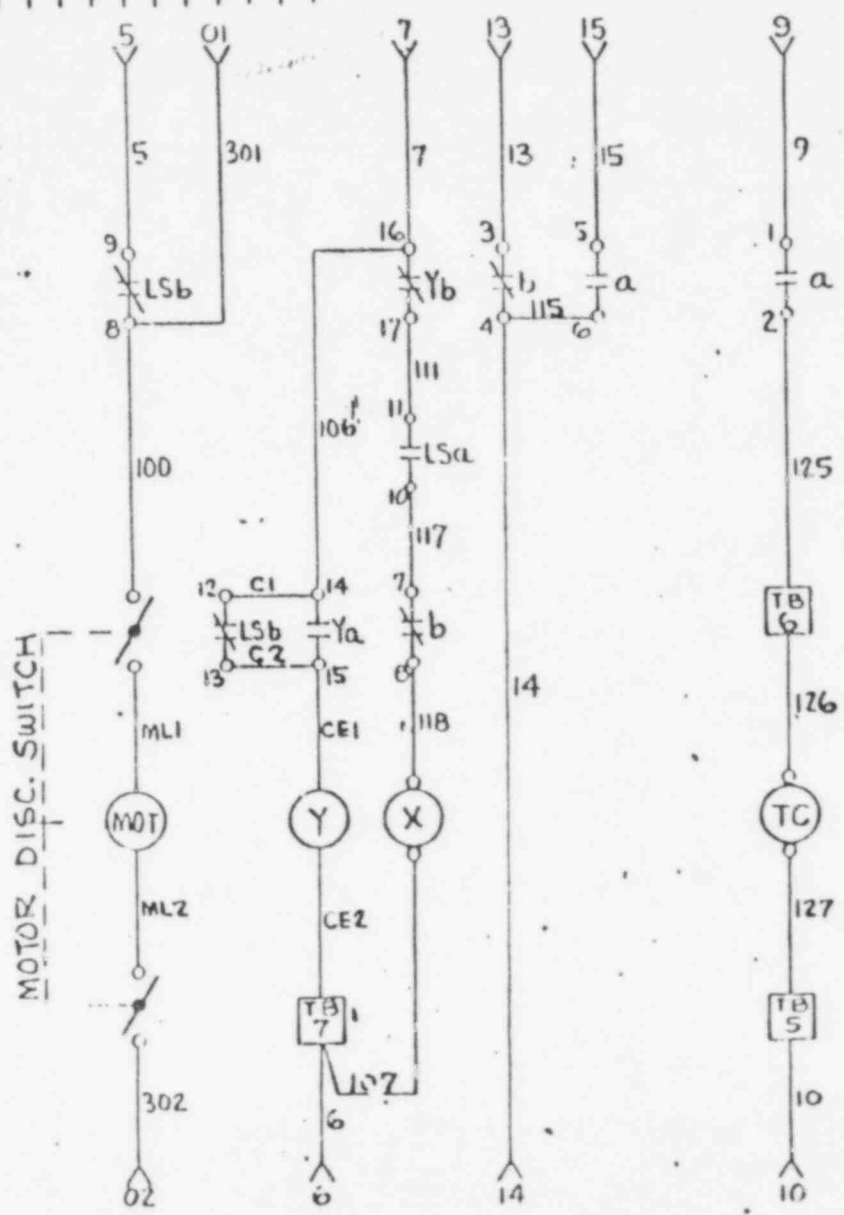 5 01 7 13 15 9
5 301 7 13 15 9
9 16 3 5 1
LSb Yb b a a
8 17 4 115 6 2
111
11
106 LSa
100 10 125
117
12 C1 14 7
LSb Ya b TB 6
13 C2 15 8
14 126
ML1 CE1 118
MOT Y X TC
ML2 CE2 127
TB 7 TB 5
107
302 6 10
02 6 14 10
MOTOR DISC. SWITCH